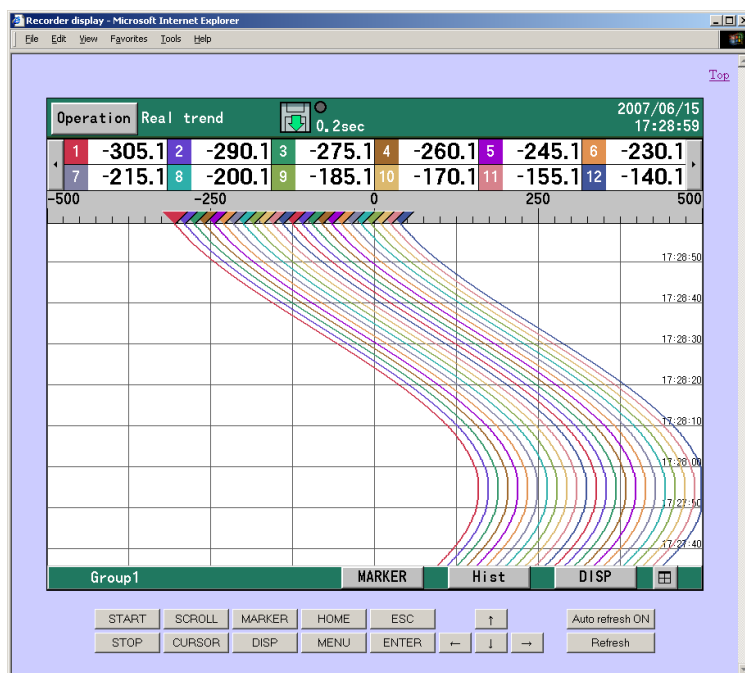 Recorder display - Microsoft Internet Explorer
File Edit View Favorites Tools Help
Top
Operation Real trend 0.2sec 2007/06/15
17:28:59
1 -305.1 2 -290.1 3 -275.1 4 -260.1 5 -245.1 6 -230.1
7 -215.1 8 -200.1 9 -185.1 10 -170.1 11 -155.1 12 -140.1
-500 -250 0 250 500
17:28:50
17:28:40
17:28:30
17:28:20
17:28:10
17:28:00
17:27:50
17:27:40
Group1 MARKER Hist DISP
START SCROLL MARKER HOME ESC ↑ Auto refresh ON
STOP CURSOR DISP MENU ENTER ← ↓ → Refresh